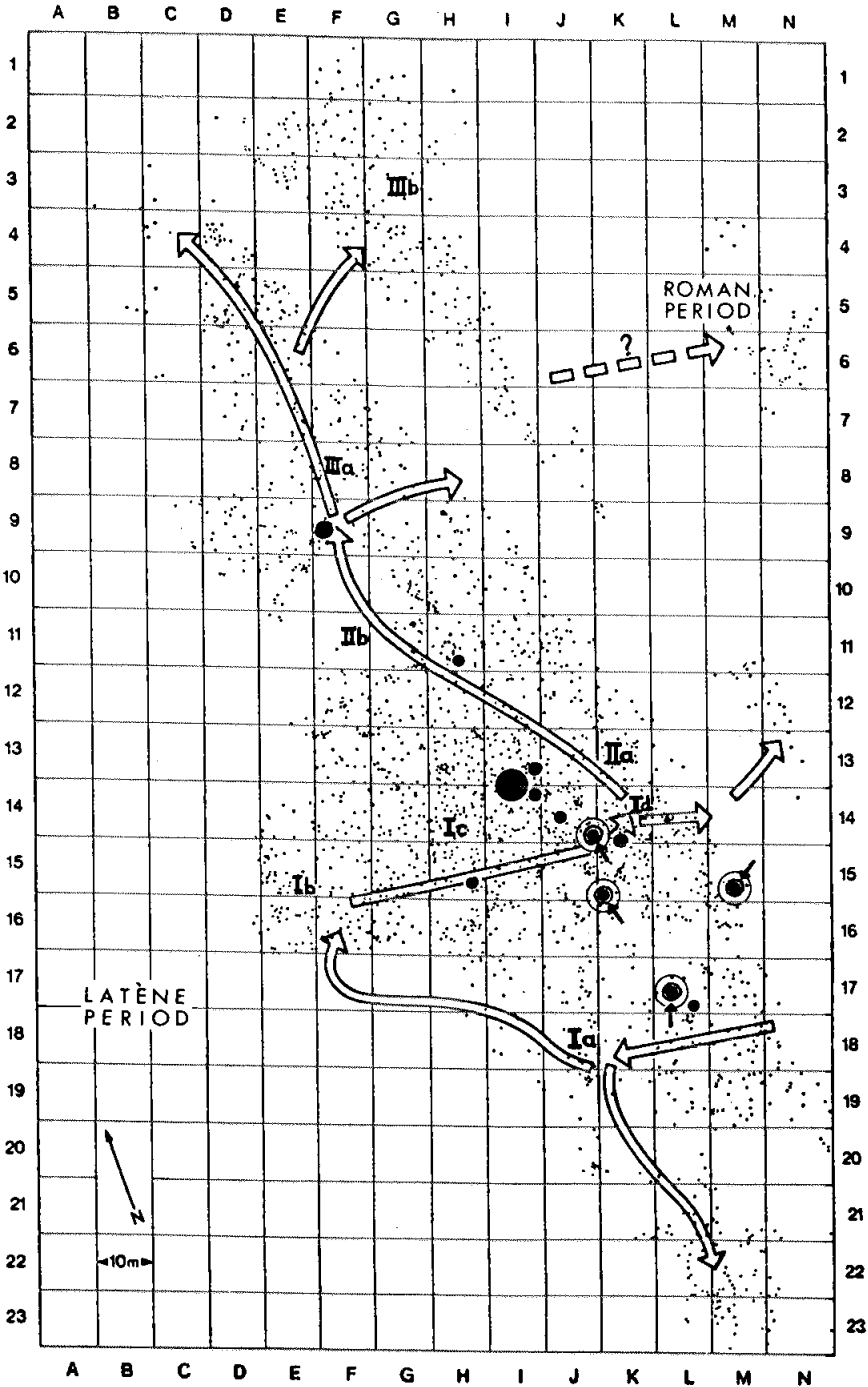 A B C D E F G H I J K L M N
1 1
2 2
3 IIIb 3
4 4
5 ROMAN 5
PERIOD
6 ? 6
7 7
8 IIIa 8
9 9
10 10
11 IIb 11
12 12
13 IIa 13
14 Ic Id 14
15 Ib 15
16 16
17 LATÈNE 17
18 PERIOD Ia 18
19 19
20 20
21 N 21
22 10m 22
23 23
A B C D E F G H I J K L M N